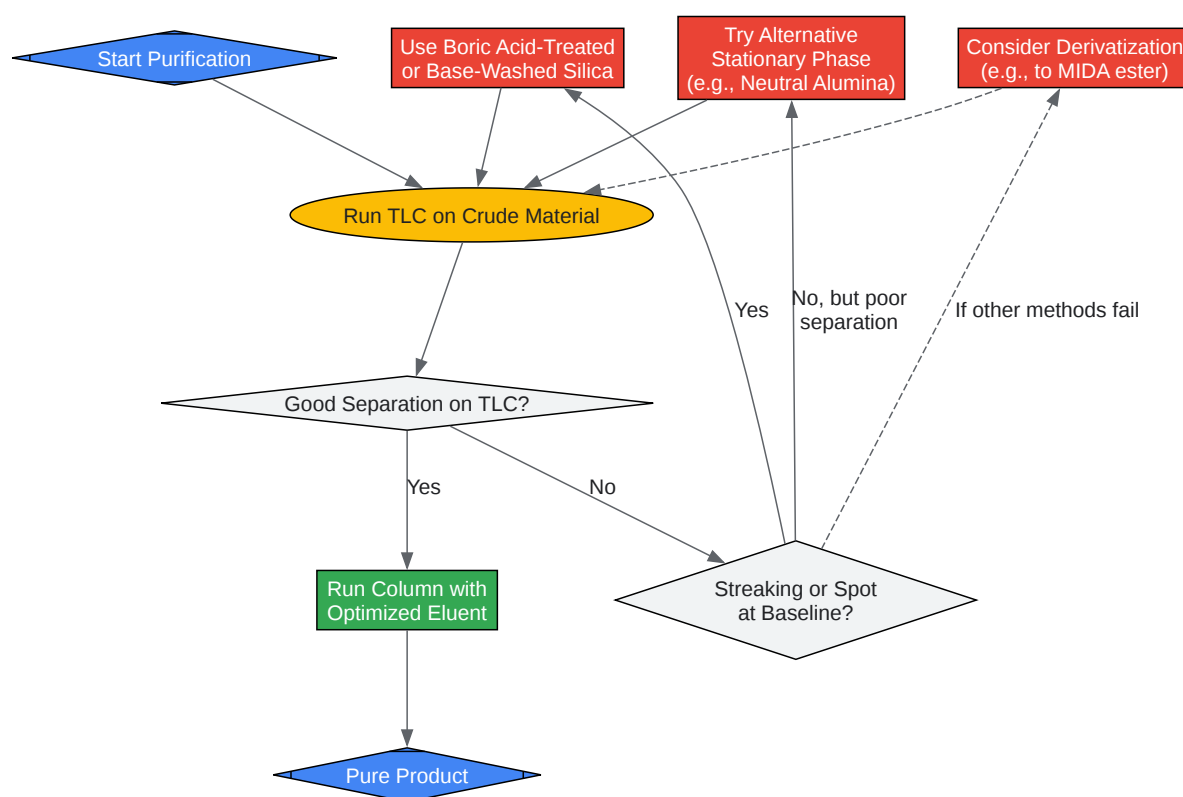 Start Purification
Use Boric Acid-Treated
or Base-Washed Silica
Try Alternative
Stationary Phase
(e.g., Neutral Alumina)
Consider Derivatization
(e.g., to MIDA ester)
Run TLC on Crude Material
Yes
No, but poor
separation
If other methods fail
Good Separation on TLC?
Yes
No
Run Column with
Optimized Eluent
Streaking or Spot
at Baseline?
Pure Product